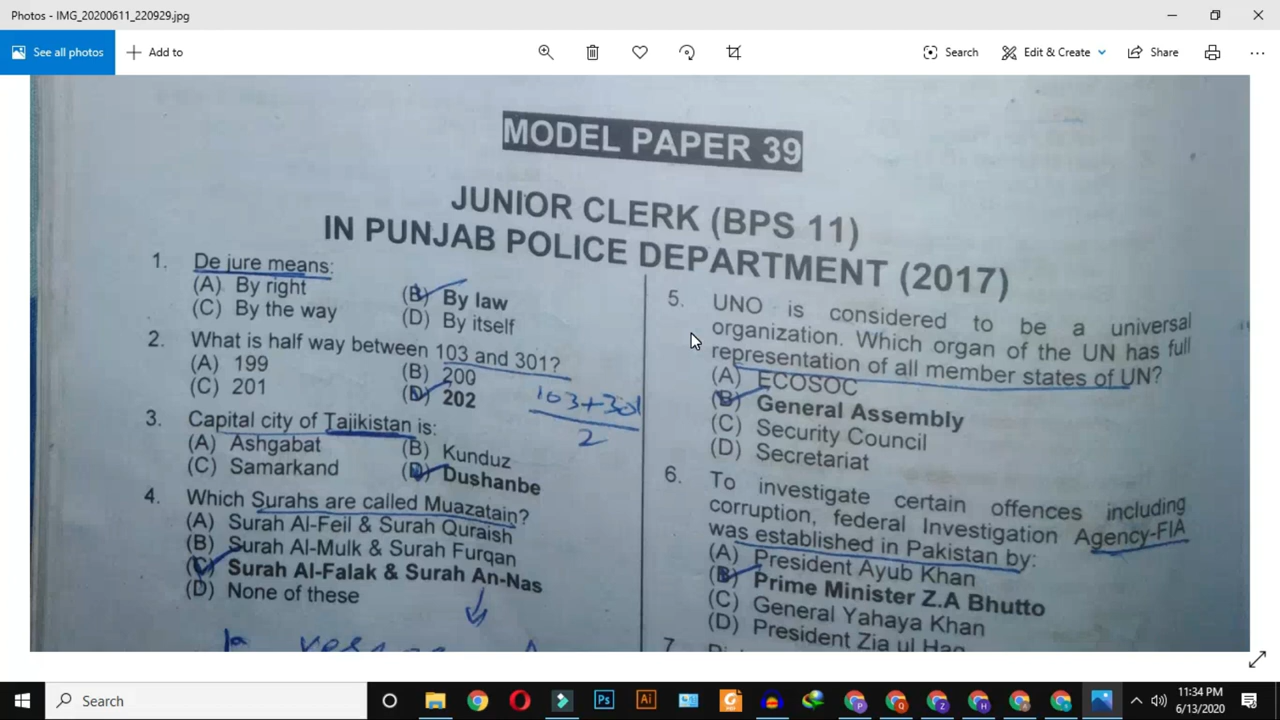 Photos - IMG_20200611_220929.jpg
See all photos
Add to
Search
Edit & Create
Share
MODEL PAPER 39
JUNIOR CLERK (BPS 11)
IN PUNJAB POLICE DEPARTMENT (2017)
1. De jure means:
(A) By right (B) By law
(C) By the way (D) By itself
2. What is half way between 103 and 301?
(A) 199 (B) 200
(C) 201 (D) 202
103+301
2
3. Capital city of Tajikistan is:
(A) Ashgabat (B) Kunduz
(C) Samarkand (D) Dushanbe
4. Which Surahs are called Muazatain?
(A) Surah Al-Feil & Surah Quraish
(B) Surah Al-Mulk & Surah Furqan
(C) Surah Al-Falak & Surah An-Nas
(D) None of these
5. UNO is considered to be a universal
organization. Which organ of the UN has full
representation of all member states of UN?
(A) ECOSOC
(B) General Assembly
(C) Security Council
(D) Secretariat
6. To investigate certain offences including
corruption, federal Investigation Agency-FIA
was established in Pakistan by:
(A) President Ayub Khan
(B) Prime Minister Z.A Bhutto
(C) General Yahaya Khan
(D) President Zia ul Haq
7
Search
11:34 PM
6/13/2020